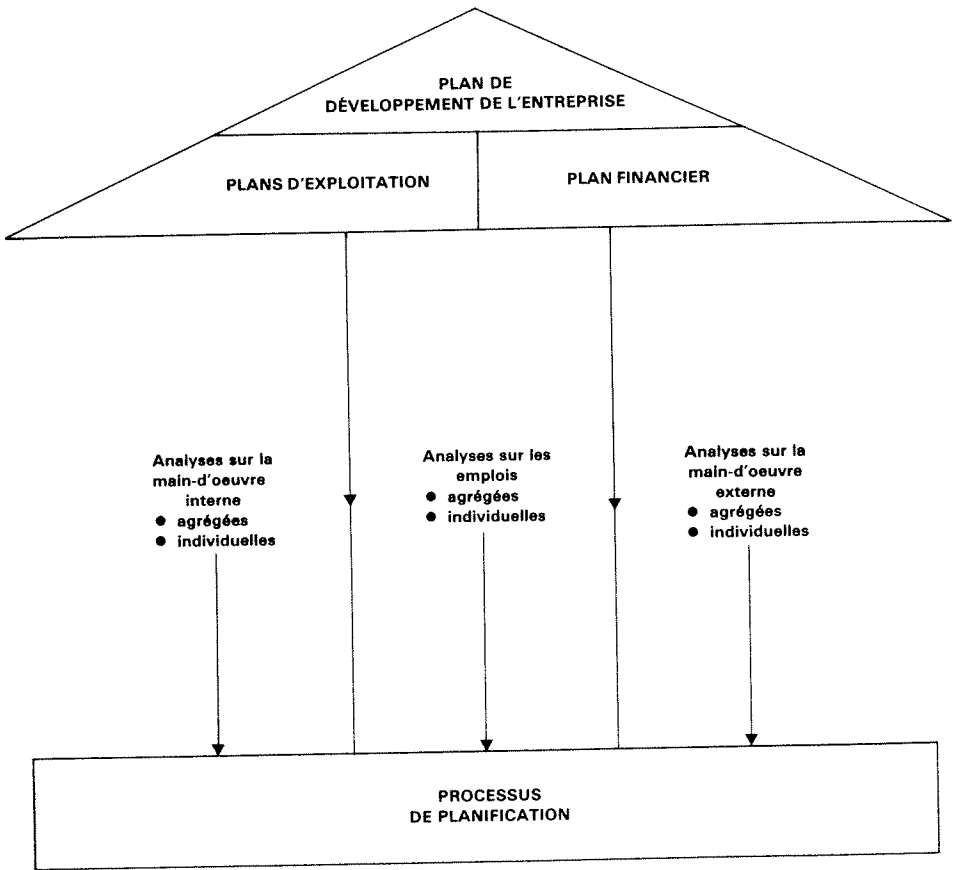 PLAN DE
DÉVELOPPEMENT DE L'ENTREPRISE
PLANS D'EXPLOITATION
PLAN FINANCIER
Analyses sur la
main-d'oeuvre
interne
● agrégées
● individuelles
Analyses sur les
emplois
● agrégées
● individuelles
Analyses sur la
main-d'oeuvre
externe
● agrégées
● individuelles
PROCESSUS
DE PLANIFICATION